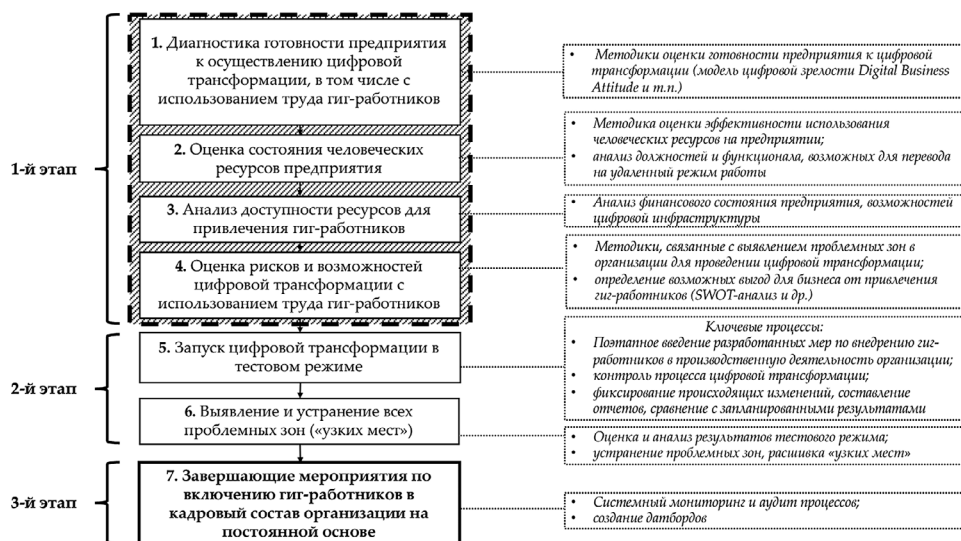 1-й этап
1. Диагностика готовности предприятия
к осуществлению цифровой
трансформации, в том числе с
использованием труда гиг-работников
• Методики оценки готовности предприятия к цифровой
трансформации (модель цифровой зрелости Digital Business
Attitude и т.п.)
2. Оценка состояния человеческих
ресурсов предприятия
• Методика оценки эффективности использования
человеческих ресурсов на предприятии;
• анализ должностей и функционала, возможных для перевода
на удаленный режим работы
3. Анализ доступности ресурсов для
привлечения гиг-работников
• Анализ финансового состояния предприятия, возможностей
цифровой инфраструктуры
4. Оценка рисков и возможностей
цифровой трансформации с
использованием труда гиг-работников
• Методики, связанные с выявлением проблемных зон в
организации для проведения цифровой трансформации;
• определение возможных выгод для бизнеса от привлечения
гиг-работников (SWOT-анализ и др.)
2-й этап
5. Запуск цифровой трансформации в
тестовом режиме
Ключевые процессы:
• Поэтапное введение разработанных мер по внедрению гиг-
работников в производственную деятельность организации;
• контроль процесса цифровой трансформации;
• фиксирование происходящих изменений, составление
отчетов, сравнение с запланированными результатами
6. Выявление и устранение всех
проблемных зон («узких мест»)
• Оценка и анализ результатов тестового режима;
• устранение проблемных зон, расшивка «узких мест»
3-й этап
7. Завершающие мероприятия по
включению гиг-работников в
кадровый состав организации на
постоянной основе
• Системный мониторинг и аудит процессов;
• создание датбордов